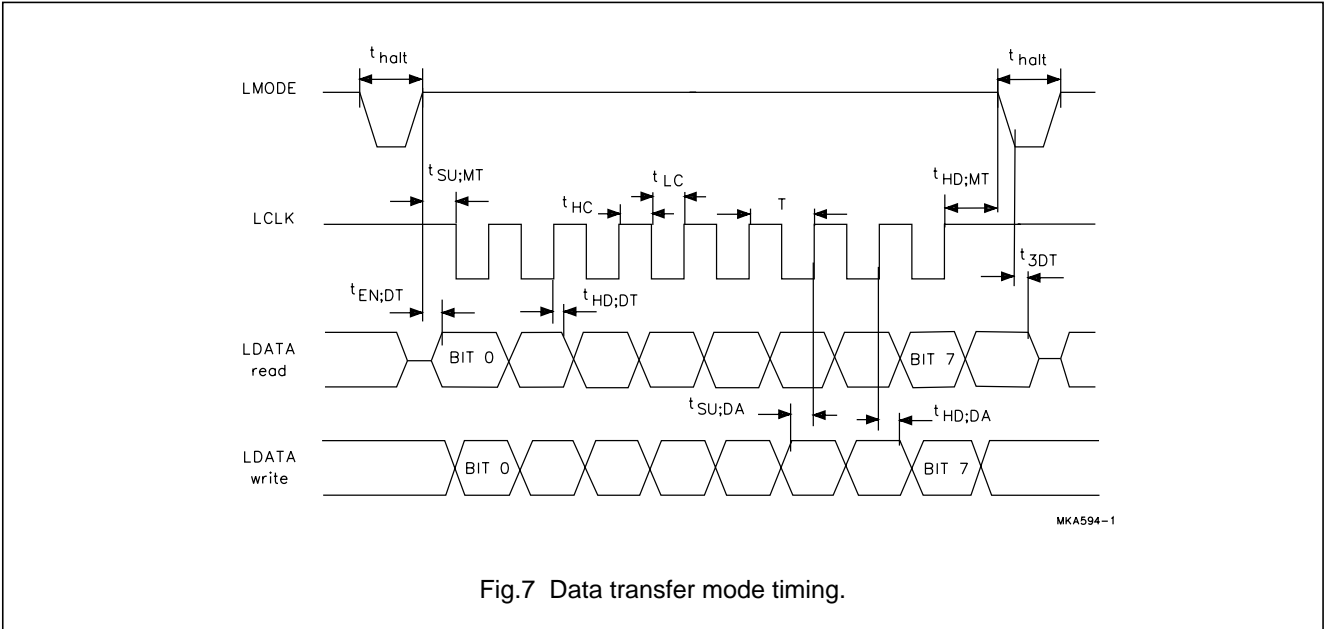 t halt
t halt
LMODE
t SU;MT
t LC
t HD;MT
t HC
T
LCLK
t 3DT
t EN;DT
t HD;DT
LDATA
read
BIT 0
BIT 7
t SU;DA
t HD;DA
LDATA
write
BIT 0
BIT 7
MKA594-1
Fig.7 Data transfer mode timing.